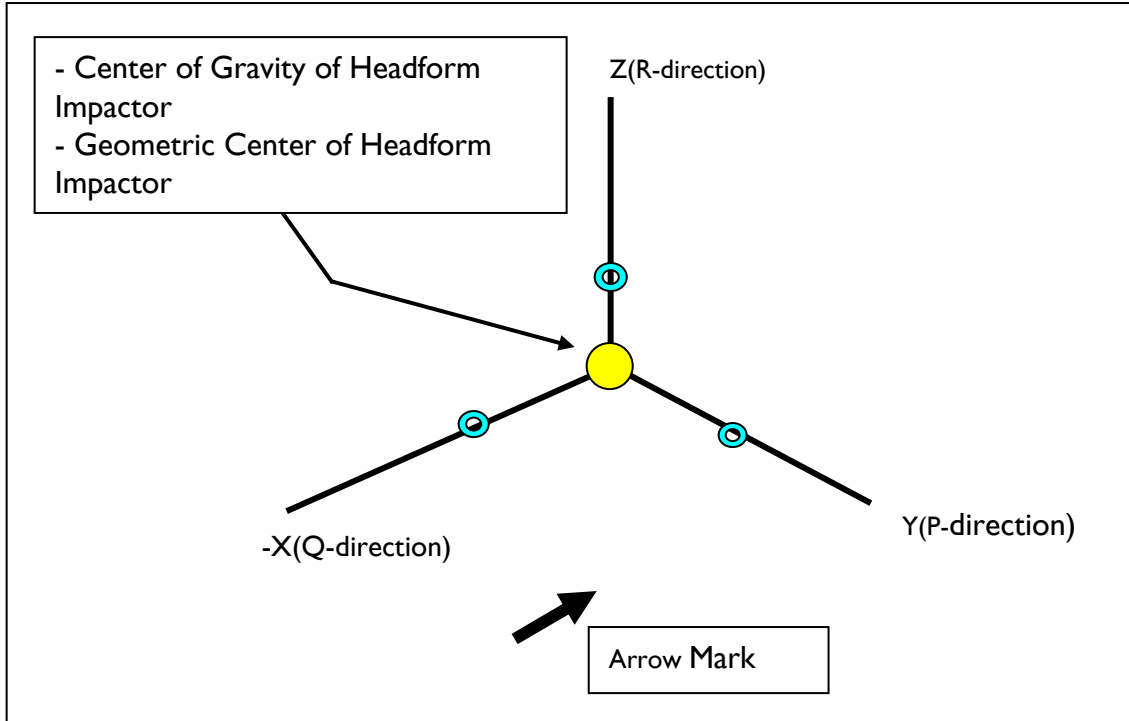 - Center of Gravity of Headform
Impactor
- Geometric Center of Headform
Impactor
Z(R-direction)
-X(Q-direction)
Y(P-direction)
Arrow Mark